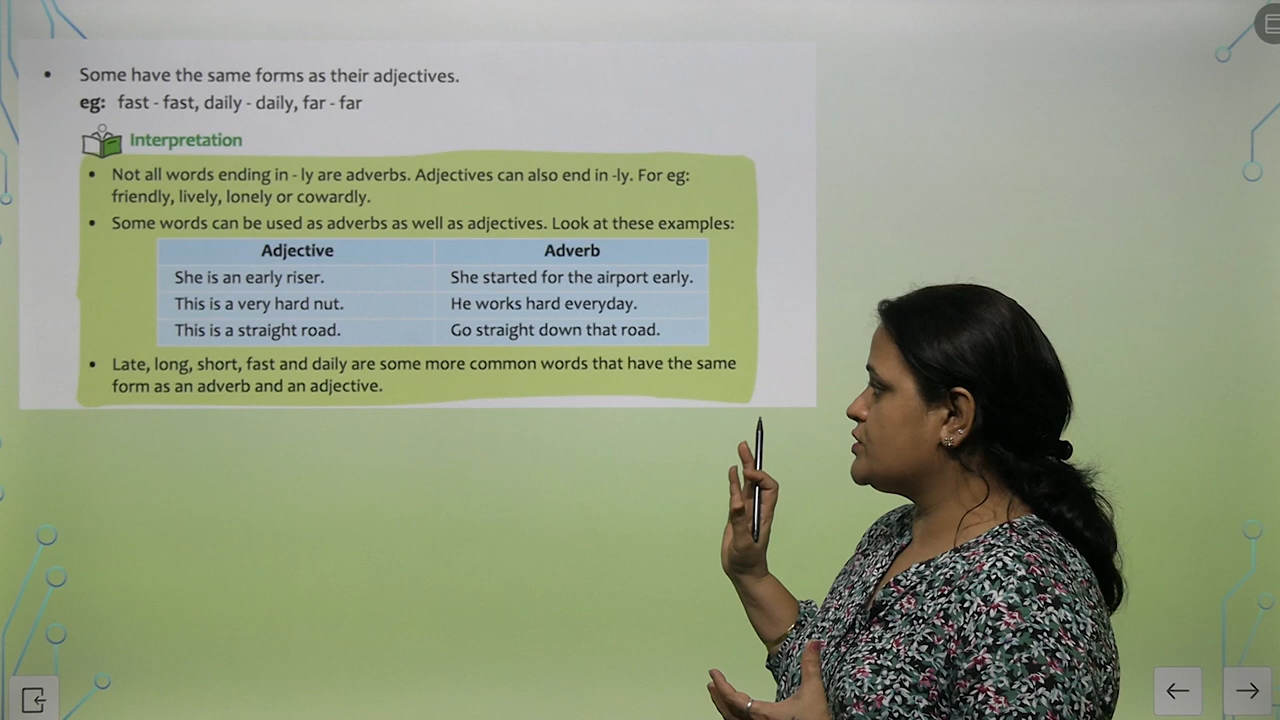 • Some have the same forms as their adjectives.
eg: fast - fast, daily - daily, far - far
Interpretation
• Not all words ending in - ly are adverbs. Adjectives can also end in -ly. For eg:
friendly, lively, lonely or cowardly.
• Some words can be used as adverbs as well as adjectives. Look at these examples:
Adjective Adverb
She is an early riser. She started for the airport early.
This is a very hard nut. He works hard everyday.
This is a straight road. Go straight down that road.
• Late, long, short, fast and daily are some more common words that have the same
form as an adverb and an adjective.